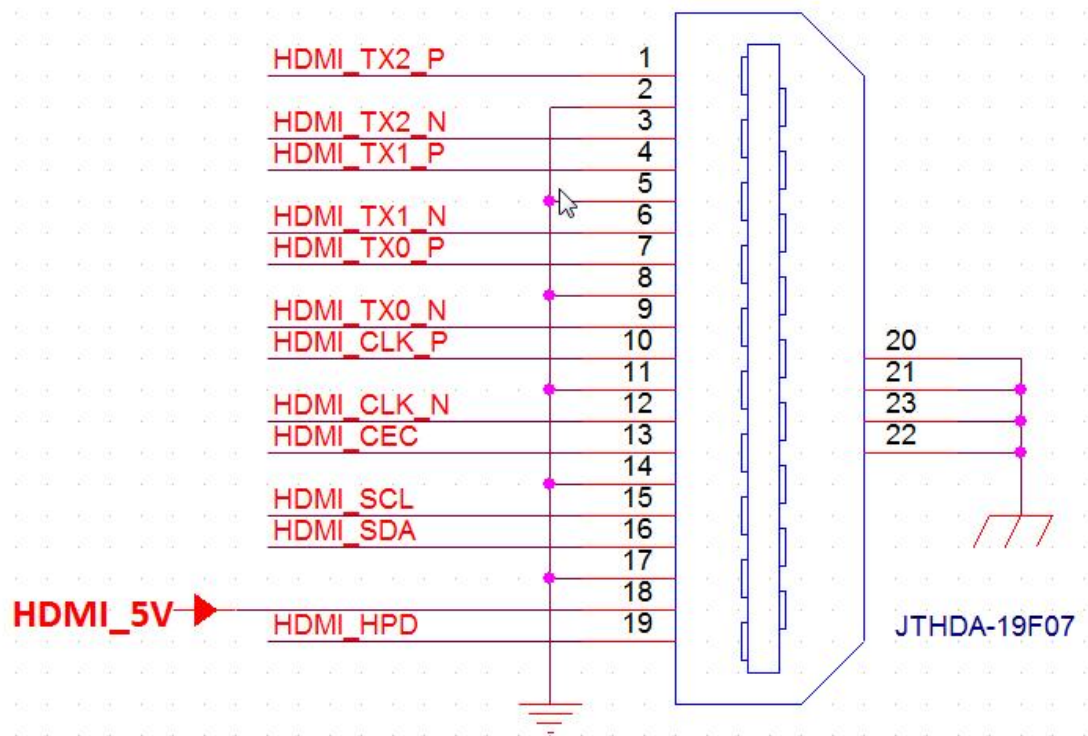 HDMI_TX2_P 1
2
HDMI_TX2_N 3
HDMI_TX1_P 4
5
HDMI_TX1_N 6
HDMI_TX0_P 7
8
HDMI_TX0_N 9
HDMI_CLK_P 10
20
11
21
HDMI_CLK_N 12
23
HDMI_CEC 13
22
14
HDMI_SCL 15
HDMI_SDA 16
17
HDMI_5V 18
HDMI_HPD 19
JTHDA-19F07